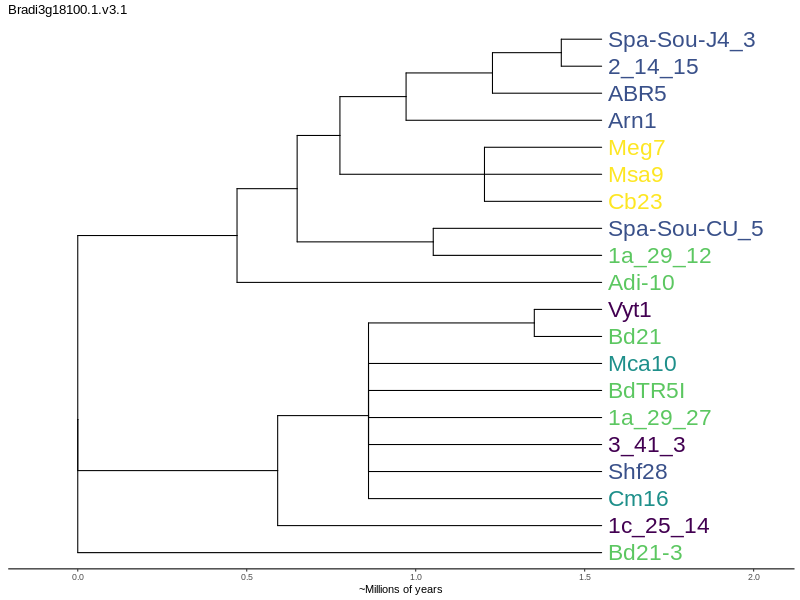 Bradi3g18100.1.v3.1
Spa-Sou-J4_3
2_14_15
ABR5
Arn1
Meg7
Msa9
Cb23
Spa-Sou-CU_5
1a_29_12
Adi-10
Vyt1
Bd21
Mca10
BdTR5I
1a_29_27
3_41_3
Shf28
Cm16
1c_25_14
Bd21-3
0.0 0.5 1.0 1.5 2.0
~Millions of years